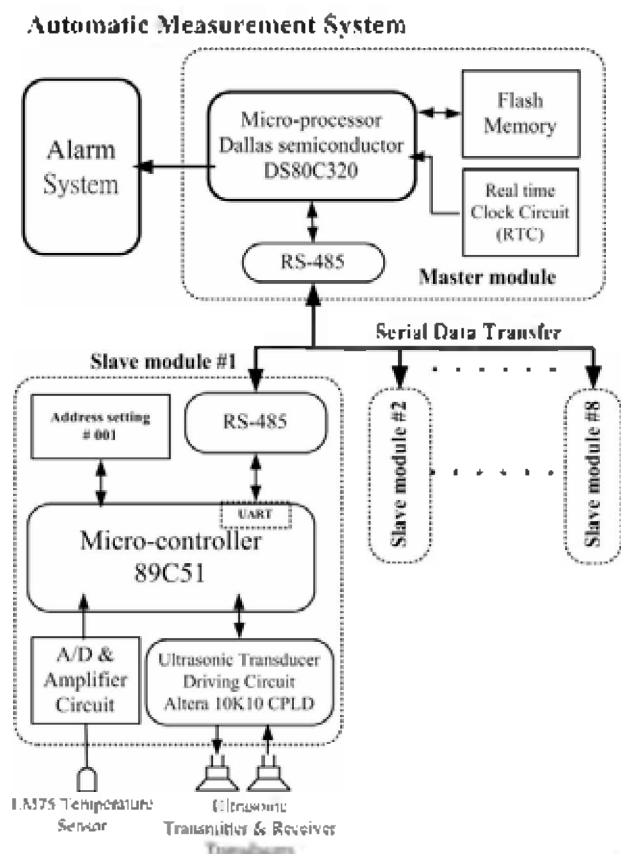 Automatic Measurement System
Alarm
System
Micro-processor
Dallas semiconductor
DS80C320
Flash
Memory
Real time
Clock Circuit
(RTC)
RS-485
Master module
Serial Data Transfer
Slave module #1
Address setting
# 001
RS-485
UART
Micro-controller
89C51
Slave module #2
Slave module #8
A/D &
Amplifier
Circuit
Ultrasonic Transducer
Driving Circuit
Altera 10K10 CPLD
LM75 Temperature
Sensor
Ultrasonic
Transmitter & Receiver
Transducers